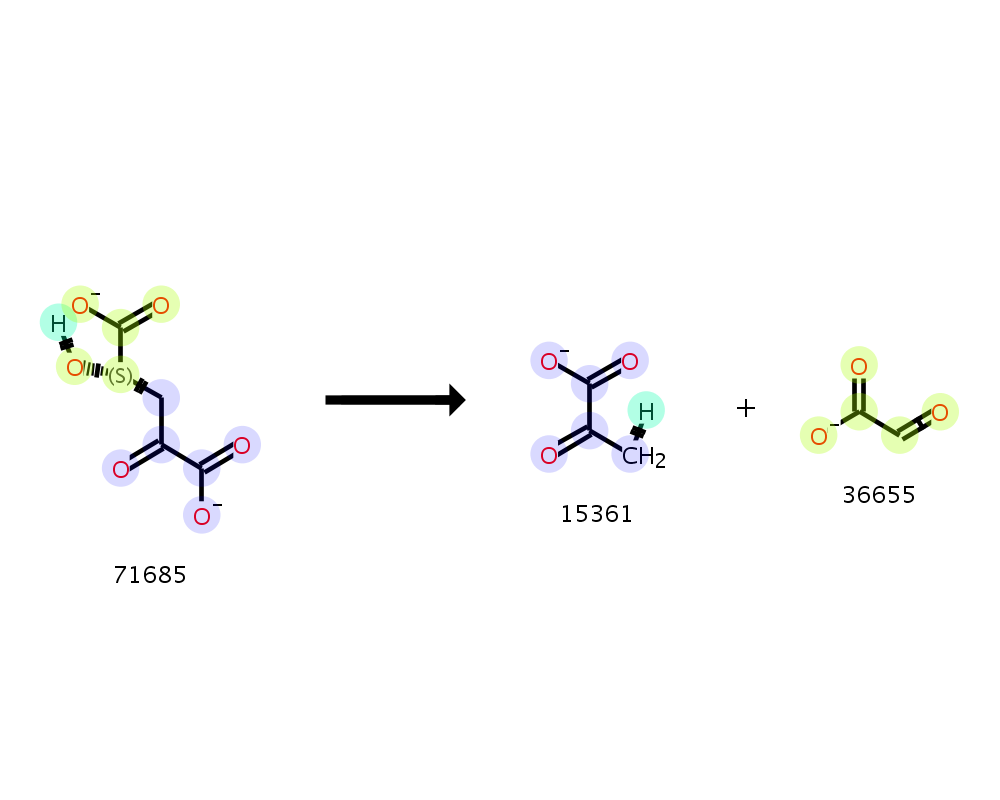 O⁻ O
H
O (S)
O O
O⁻
71685
→
O⁻ O
H
O CH₂
15361
+
O
O⁻ O
36655